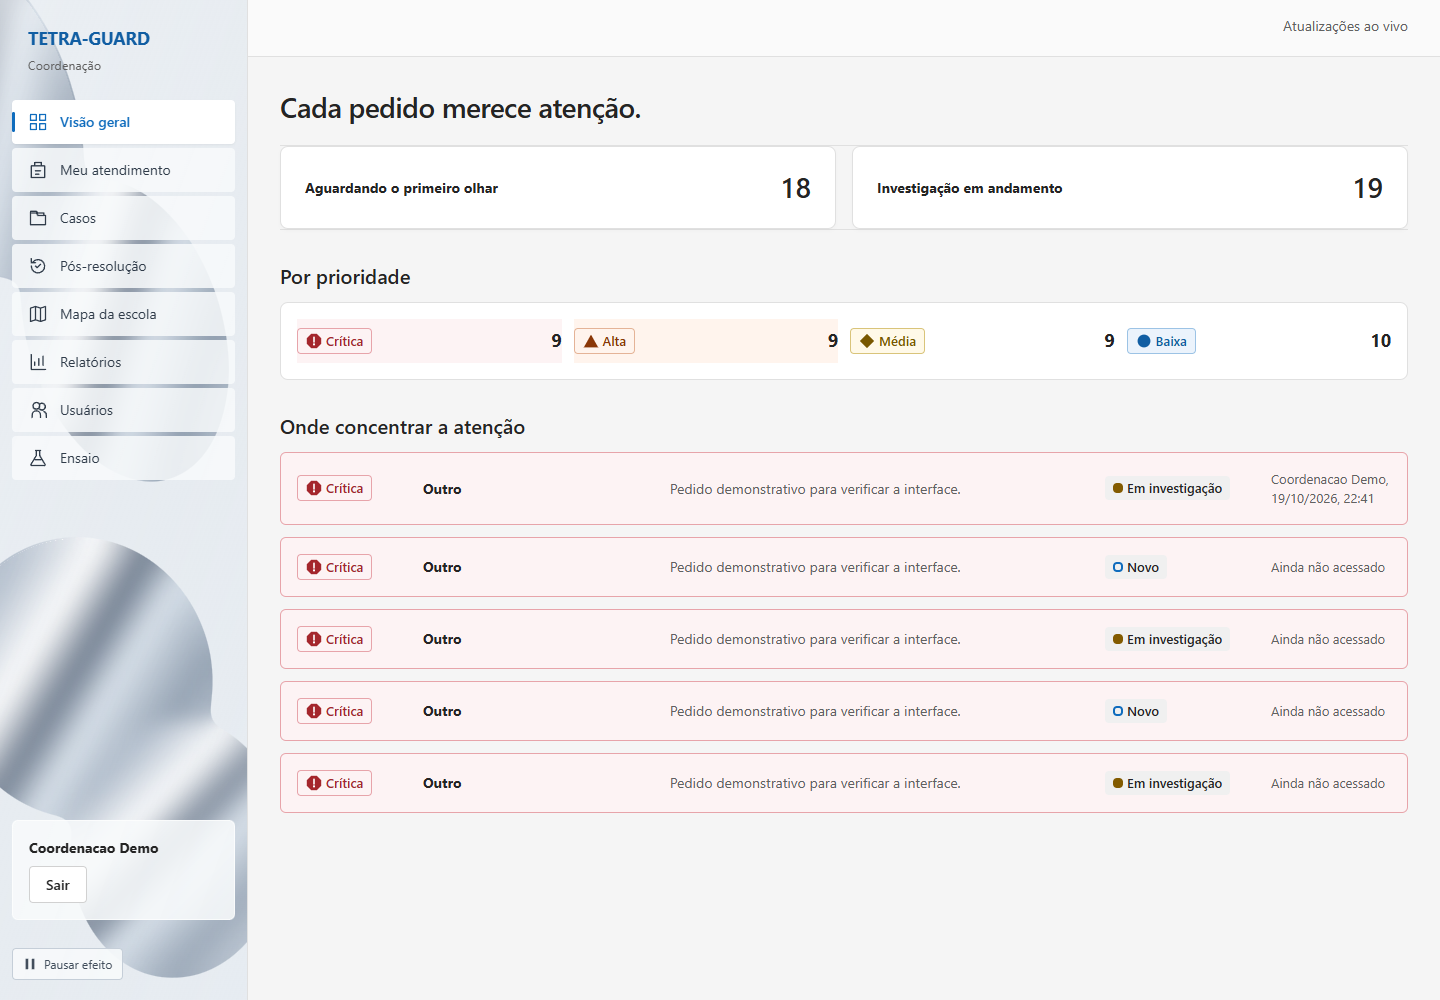 TETRA-GUARD
Coordenação
Visão geral
Meu atendimento
Casos
Pós-resolução
Mapa da escola
Relatórios
Usuários
Ensaio
Coordenacao Demo
Sair
Pausar efeito
Atualizações ao vivo
Cada pedido merece atenção.
Aguardando o primeiro olhar 18
Investigação em andamento 19
Por prioridade
Crítica 9 Alta 9 Média 9 Baixa 10
Onde concentrar a atenção
Crítica Outro Pedido demonstrativo para verificar a interface. Em investigação Coordenacao Demo,
19/10/2026, 22:41
Crítica Outro Pedido demonstrativo para verificar a interface. Novo Ainda não acessado
Crítica Outro Pedido demonstrativo para verificar a interface. Em investigação Ainda não acessado
Crítica Outro Pedido demonstrativo para verificar a interface. Novo Ainda não acessado
Crítica Outro Pedido demonstrativo para verificar a interface. Em investigação Ainda não acessado